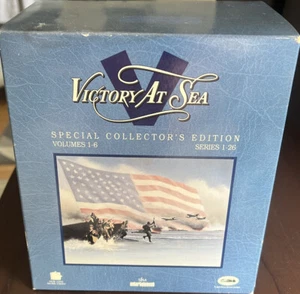 VICTORY AT SEA
SPECIAL COLLECTOR'S EDITION
VOLUMES 1-6 SERIES 1-26